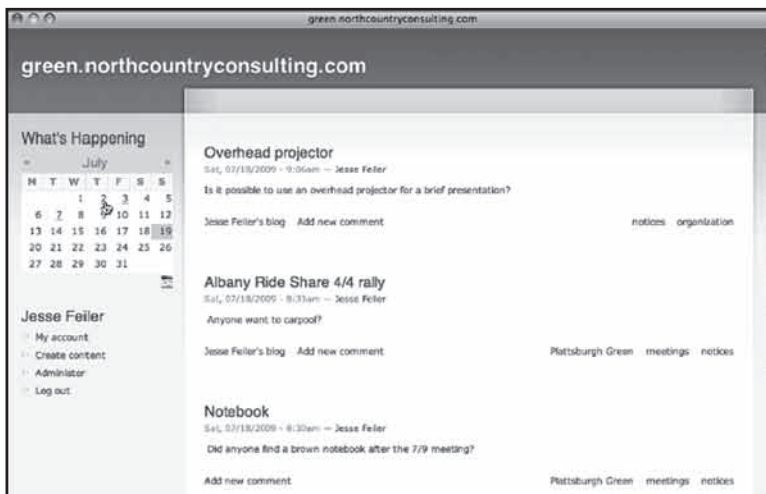 green.northcountryconsulting.com
green.northcountryconsulting.com
What's Happening
« July »
M T W T F S S
1 2 3 4 5
6 7 8 9 10 11 12
13 14 15 16 17 18 19
20 21 22 23 24 25 26
27 28 29 30 31
Jesse Feiler
My account
Create content
Administer
Log out
Overhead projector
Sat, 07/18/2009 - 9:06am — Jesse Feiler
Is it possible to use an overhead projector for a brief presentation?
Jesse Feiler's blog Add new comment notices organization
Albany Ride Share 4/4 rally
Sat, 07/18/2009 - 8:33am — Jesse Feiler
Anyone want to carpool?
Jesse Feiler's blog Add new comment Plattsburgh Green meetings notices
Notebook
Sat, 07/18/2009 - 8:30am — Jesse Feiler
Did anyone find a brown notebook after the 7/9 meeting?
Add new comment Plattsburgh Green meetings notices